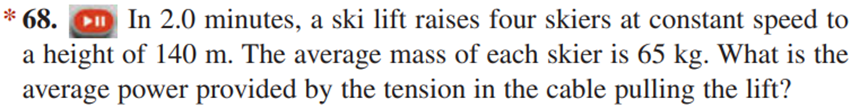 * 68. In 2.0 minutes, a ski lift raises four skiers at constant speed to
a height of 140 m. The average mass of each skier is 65 kg. What is the
average power provided by the tension in the cable pulling the lift?